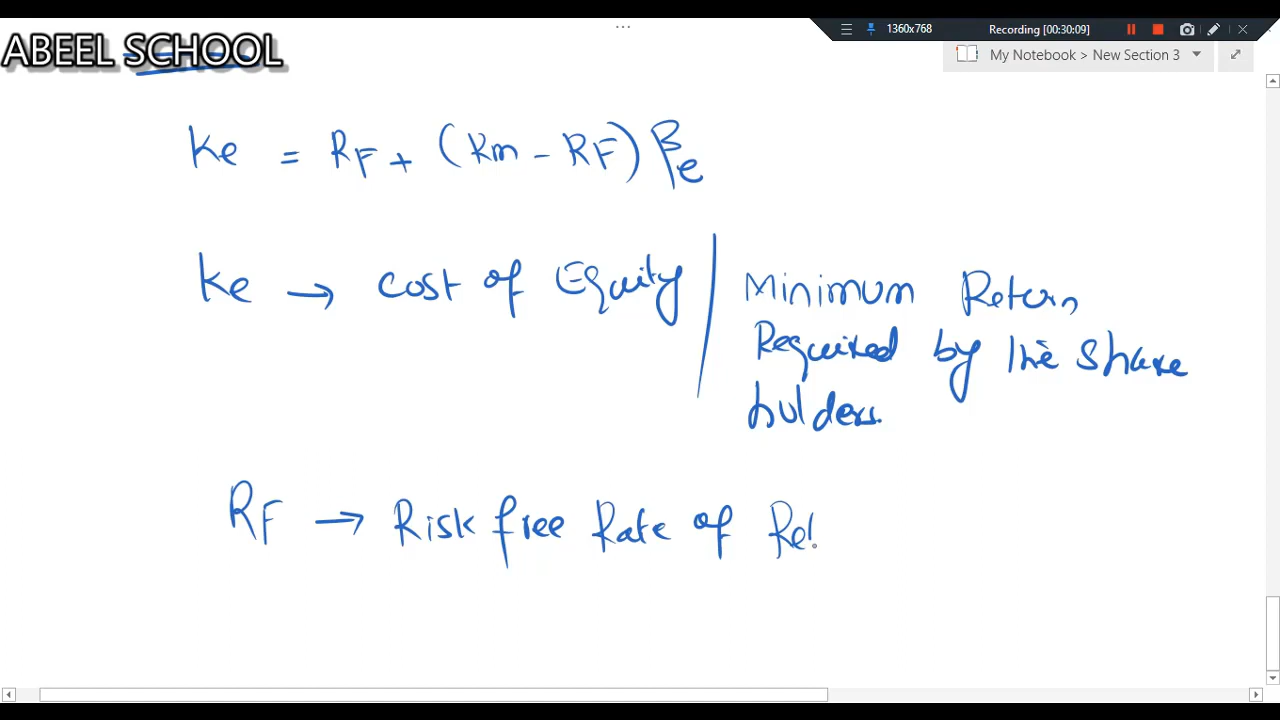 ABEEL SCHOOL
1360x768
Recording [00:30:09]
My Notebook > New Section 3
Ke = RF + (Rm - RF) βe
Ke → Cost of Equity
Minimum Return
Required by the Share
holders.
RF → Risk free Rate of Ret